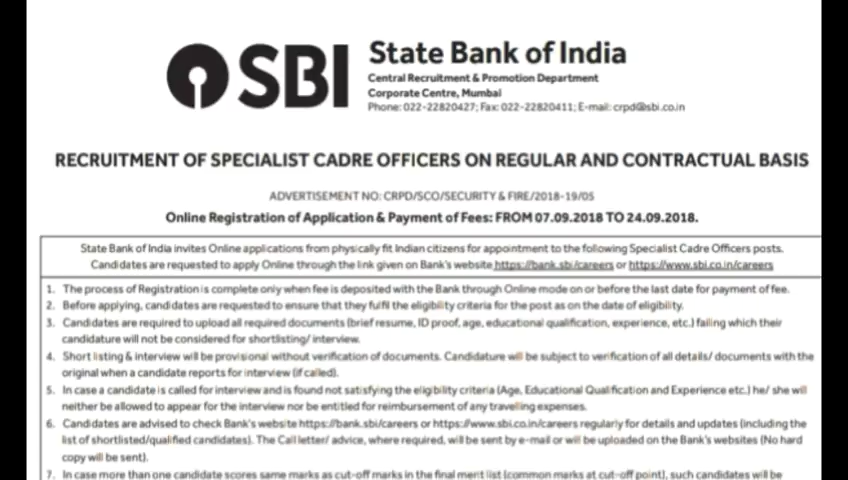 SBI
State Bank of India
Central Recruitment & Promotion Department
Corporate Centre, Mumbai
Phone: 022-22820427; Fax: 022-22820411; E-mail: crpd@sbi.co.in
RECRUITMENT OF SPECIALIST CADRE OFFICERS ON REGULAR AND CONTRACTUAL BASIS
ADVERTISEMENT NO: CRPD/SCO/SECURITY & FIRE/2018-19/05
Online Registration of Application & Payment of Fees: FROM 07.09.2018 TO 24.09.2018.
State Bank of India invites Online applications from physically fit Indian citizens for appointment to the following Specialist Cadre Officers posts.
Candidates are requested to apply Online through the link given on Bank's website https://bank.sbi/careers or https://www.sbi.co.in/careers
1. The process of Registration is complete only when fee is deposited with the Bank through Online mode on or before the last date for payment of fee.
2. Before applying, candidates are requested to ensure that they fulfil the eligibility criteria for the post as on the date of eligibility.
3. Candidates are required to upload all required documents (brief resume, ID proof, age, educational qualification, experience, etc.) failing which their
candidature will not be considered for shortlisting/ interview.
4. Short listing & interview will be provisional without verification of documents. Candidature will be subject to verification of all details/ documents with the
original when a candidate reports for interview (if called).
5. In case a candidate is called for interview and is found not satisfying the eligibility criteria (Age, Educational Qualification and Experience etc.) he/ she will
neither be allowed to appear for the interview nor be entitled for reimbursement of any travelling expenses.
6. Candidates are advised to check Bank's website https://bank.sbi/careers or https://www.sbi.co.in/careers regularly for details and updates (including the
list of shortlisted/qualified candidates). The Call letter/ advice, where required, will be sent by e-mail or will be uploaded on the Bank's websites (No hard
copy will be sent).
7. In case more than one candidate scores same marks as cut-off marks in the final merit list (common marks at cut-off point), such candidates will be